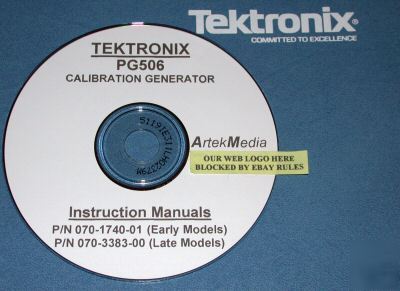 Tektronix®
COMMITTED TO EXCELLENCE
TEKTRONIX
PG506
CALIBRATION GENERATOR
ArtekMedia
OUR WEB LOGO HERE
BLOCKED BY EBAY RULES
Instruction Manuals
P/N 070-1740-01 (Early Models)
P/N 070-3383-00 (Late Models)